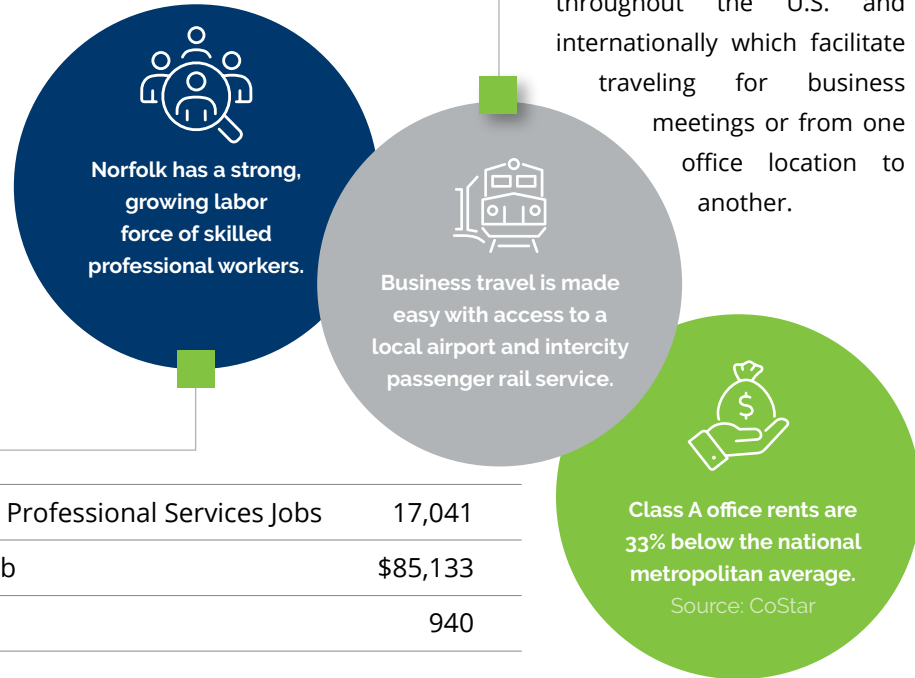 throughout the U.S. and
internationally which facilitate
traveling for business
meetings or from one
office location to
another.
Norfolk has a strong,
growing labor
force of skilled
professional workers.
Business travel is made
easy with access to a
local airport and intercity
passenger rail service.
$
Class A office rents are
33% below the national
metropolitan average.
Source: CoStar
Professional Services Jobs 17,041
b $85,133
940